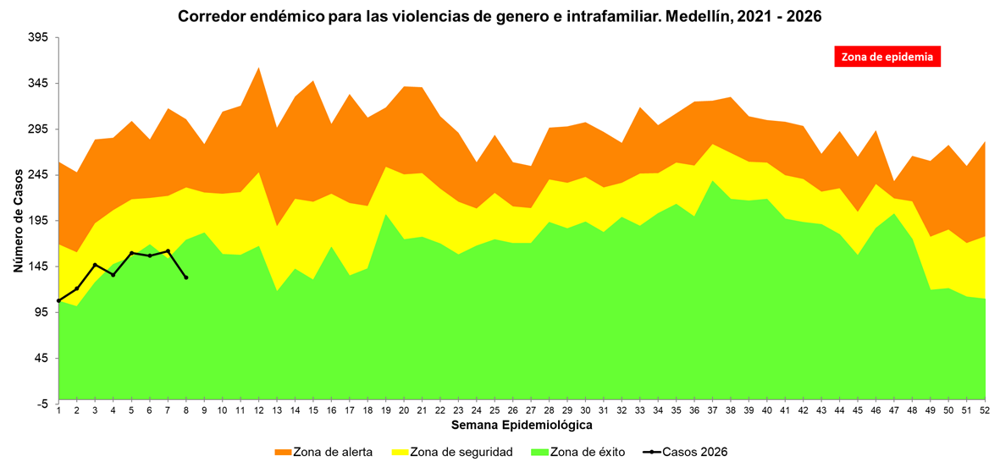 Corredor endémico para las violencias de genero e intrafamiliar. Medellín, 2021 - 2026
395
Zona de epidemia
345
295
245
195
145
95
45
-5
Número de Casos
1 2 3 4 5 6 7 8 9 10 11 12 13 14 15 16 17 18 19 20 21 22 23 24 25 26 27 28 29 30 31 32 33 34 35 36 37 38 39 40 41 42 43 44 45 46 47 48 49 50 51 52
Semana Epidemiológica
Zona de alerta Zona de seguridad Zona de éxito Casos 2026